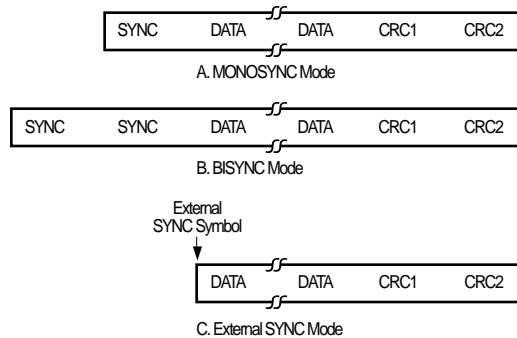 SYNC DATA DATA CRC1 CRC2
A. MONOSYNC Mode
SYNC SYNC DATA DATA CRC1 CRC2
B. BISYNC Mode
External
SYNC Symbol
DATA DATA CRC1 CRC2
C. External SYNC Mode